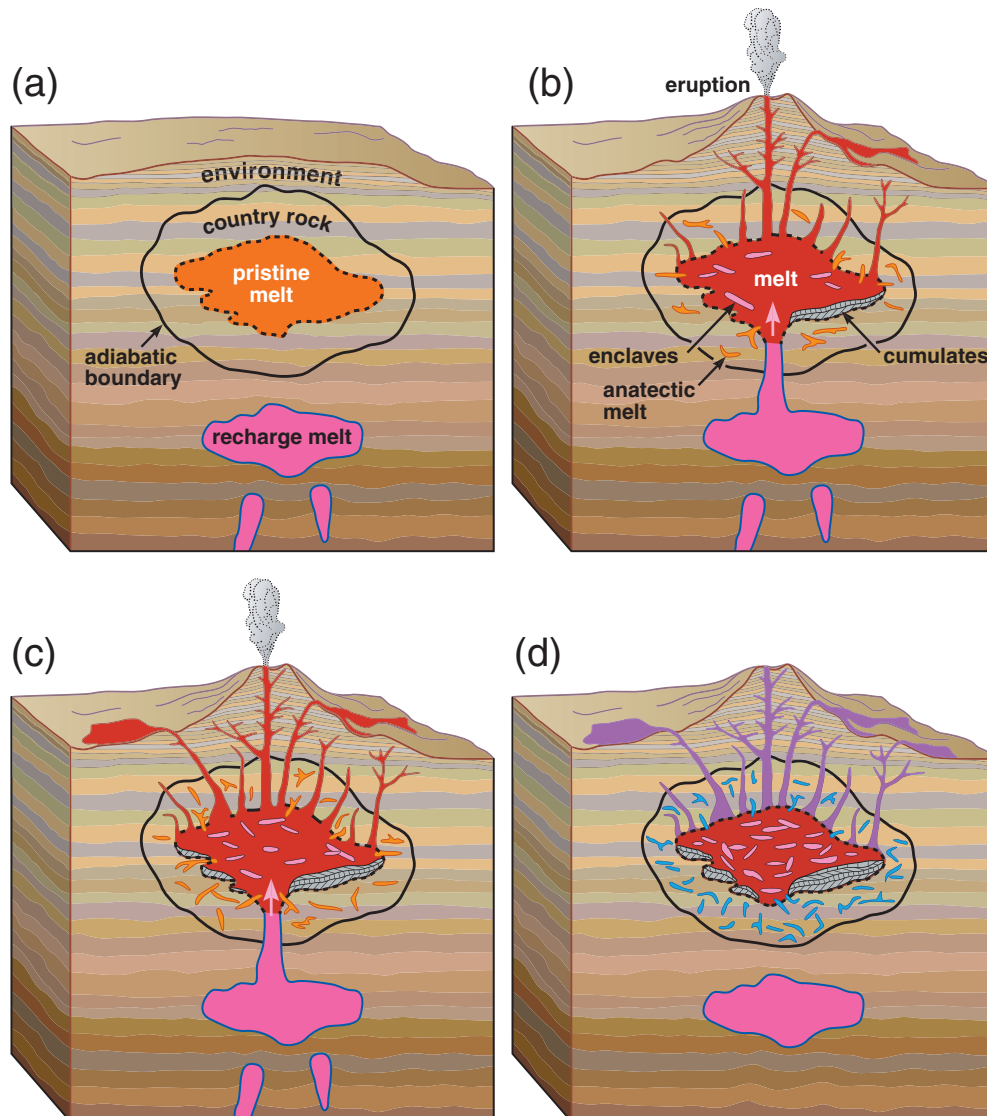 (a)
environment
country rock
pristine
melt
adiabatic
boundary
recharge melt
(b)
eruption
melt
enclaves
cumulates
anatectic
melt
(c)
(d)